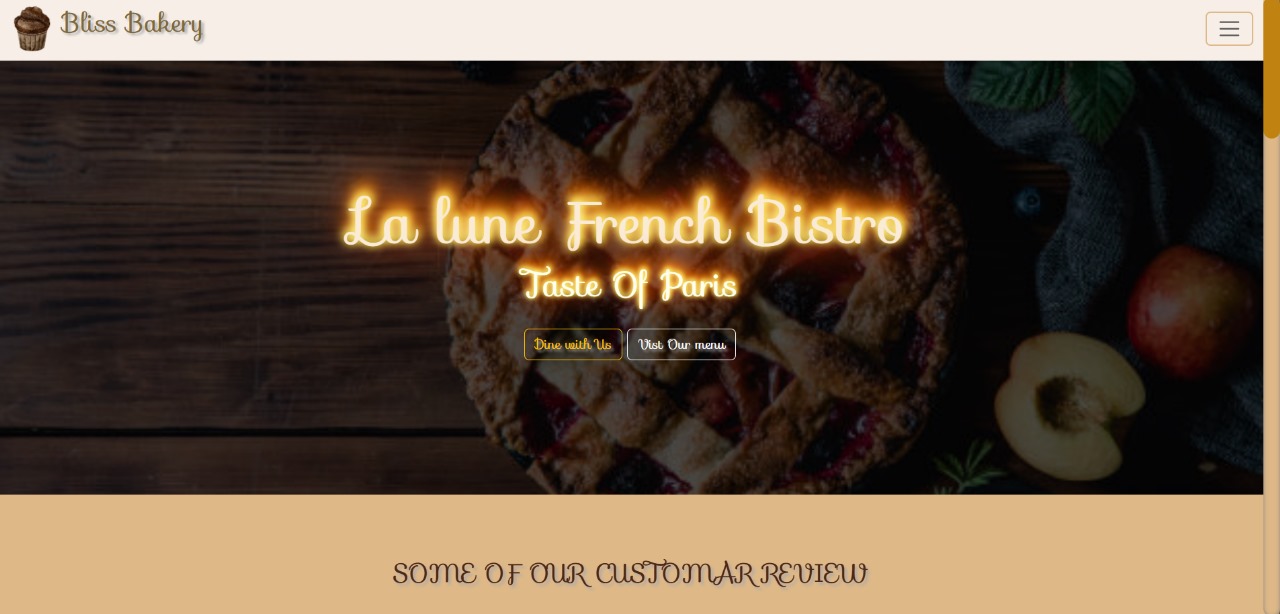 Bliss Bakery
La lune French Bistro
Taste Of Paris
Dine with Us
Vist Our menu
SOME OF OUR CUSTOMAR REVIEW